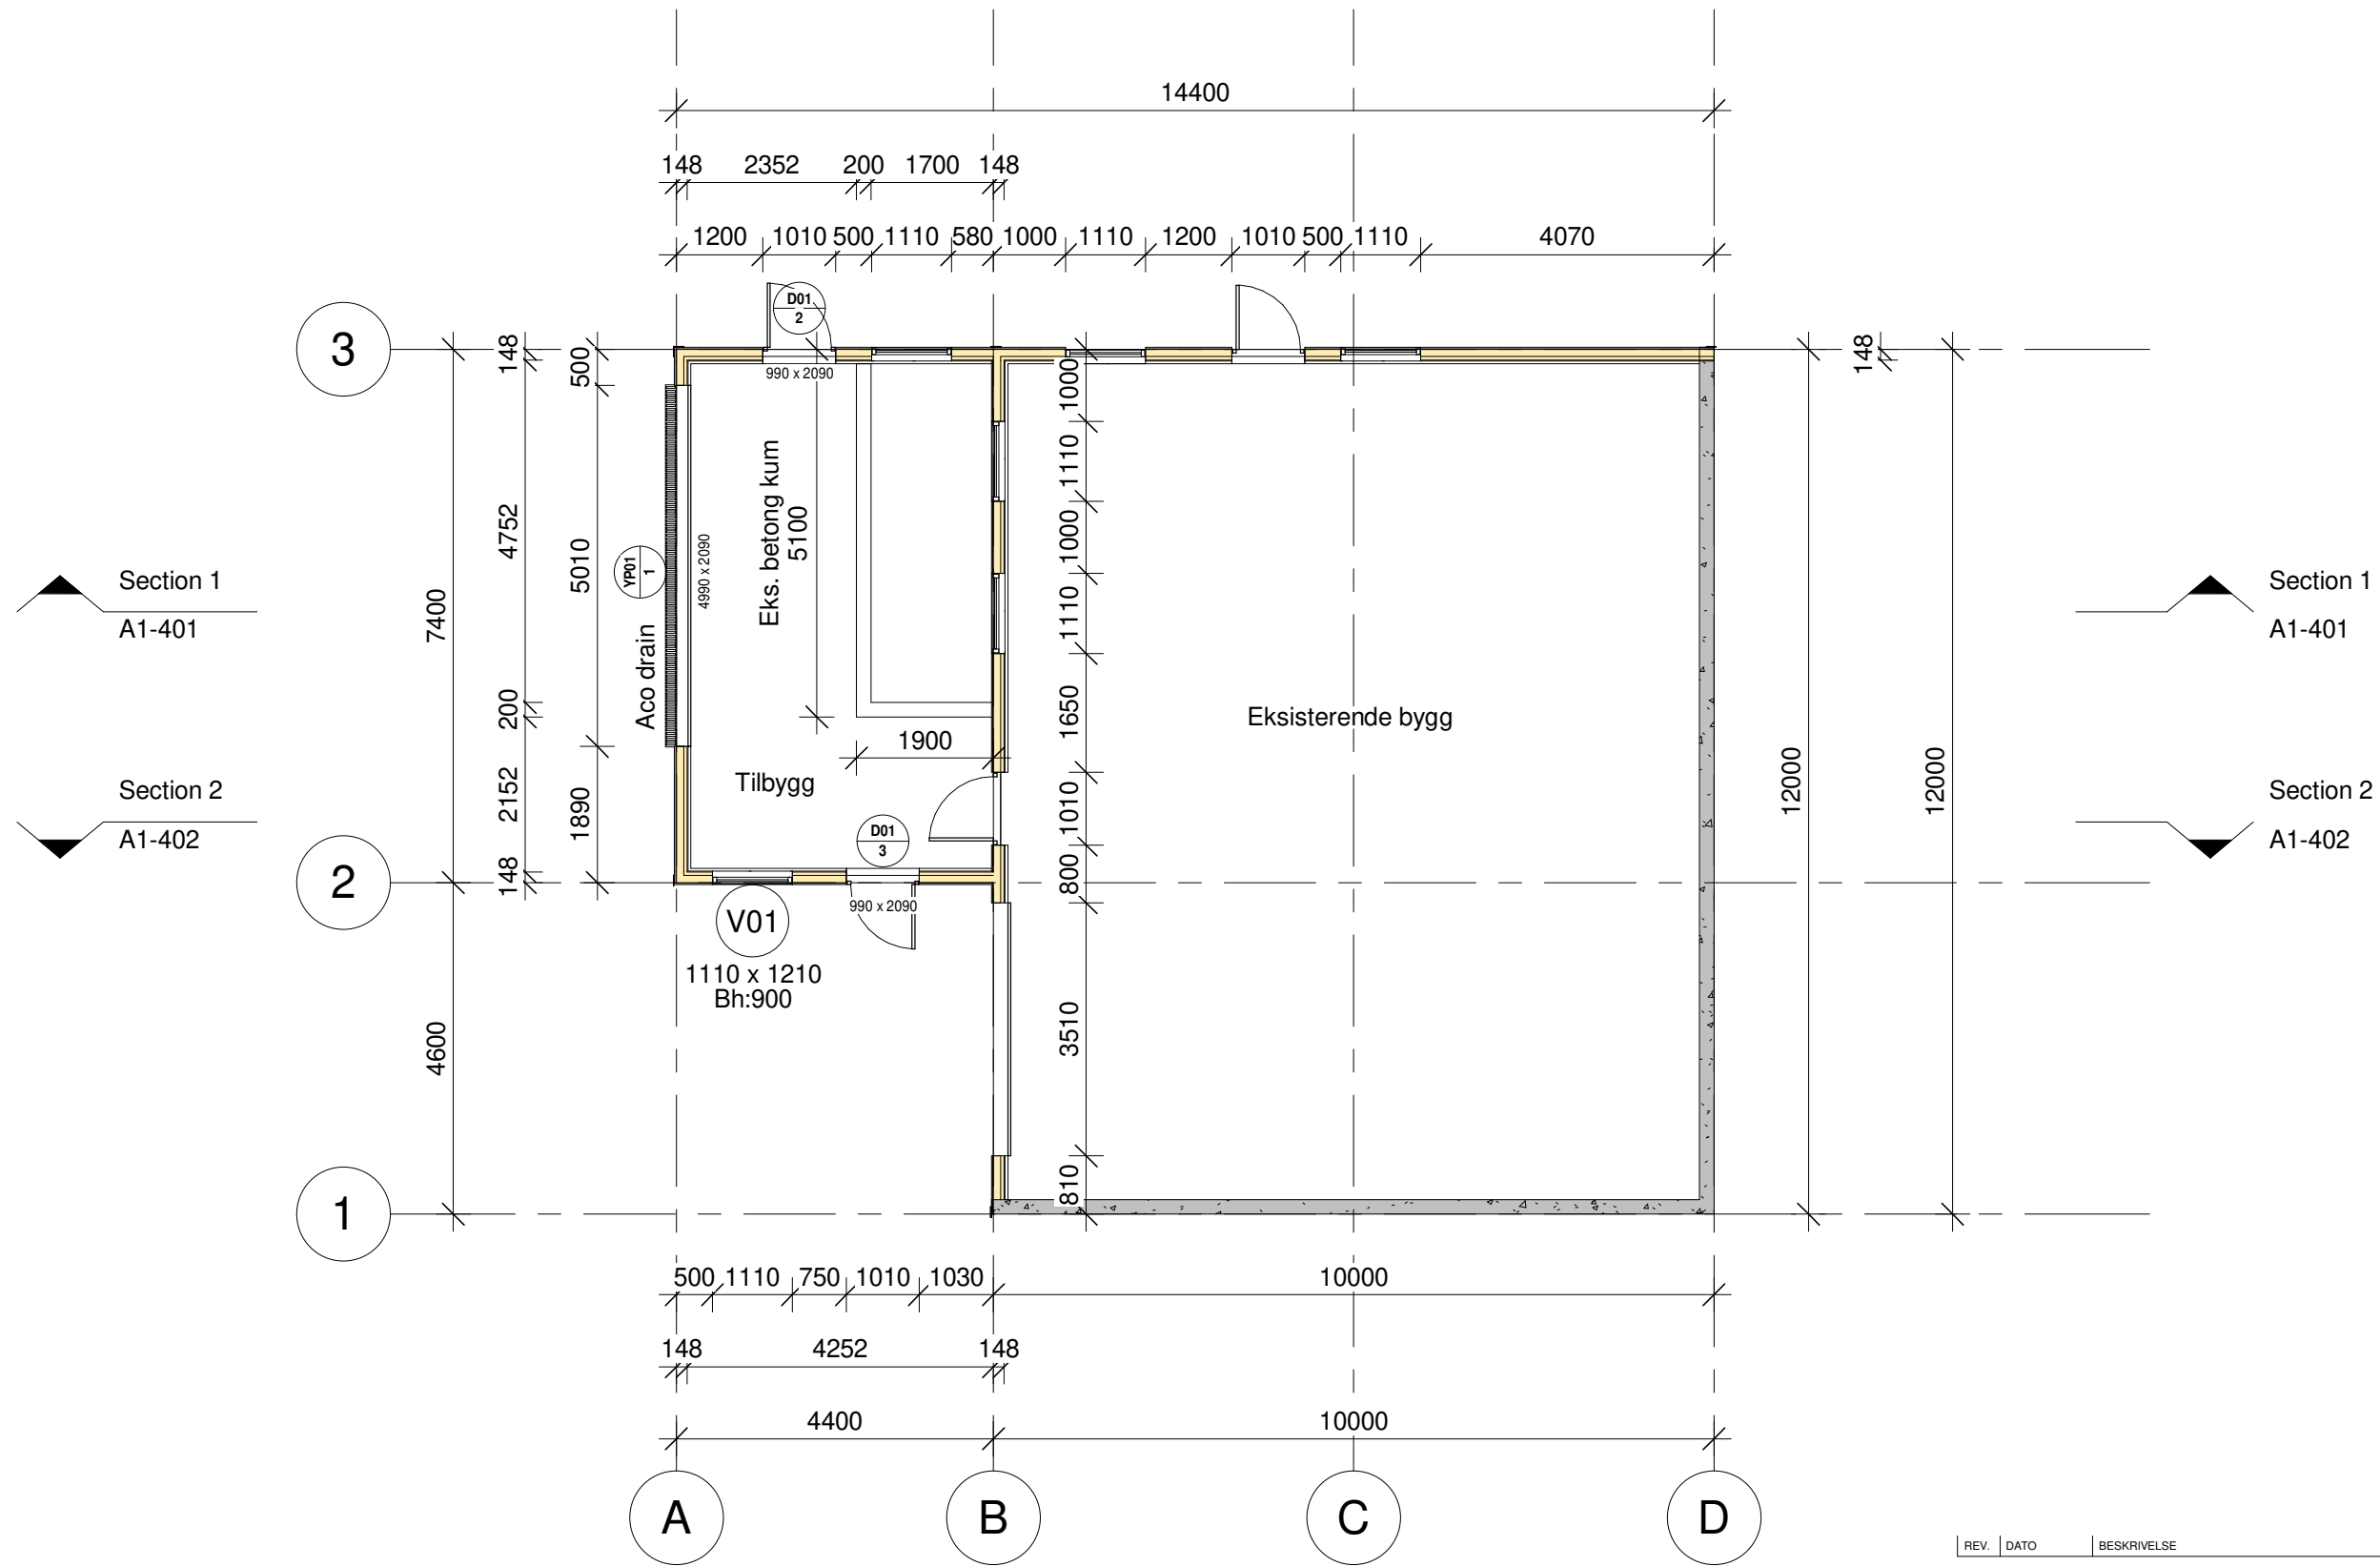 14400
148 2352 200 1700 148
1200 1010 500 1110 580 1000 1110 1200 1010 500 1110 4070
D01
2
3
148
500
990 x 2090
1000
148
1110
Eks. betong kum
5100
4752
5010
YP01
1
4990 x 2090
1000
Section 1
A1-401
7400
1110
Section 1
A1-401
Aco drain
200
1650
Eksisterende bygg
1900
12000
12000
Tilbygg
Section 2
A1-402
2152
1890
1010
Section 2
A1-402
D01
3
2
148
800
990 x 2090
V01
1110 x 1210
Bh:900
4600
3510
810
1
500 1110 750 1010 1030 10000
148 4252 148
4400 10000
A B C D
REV. DATO BESKRIVELSE